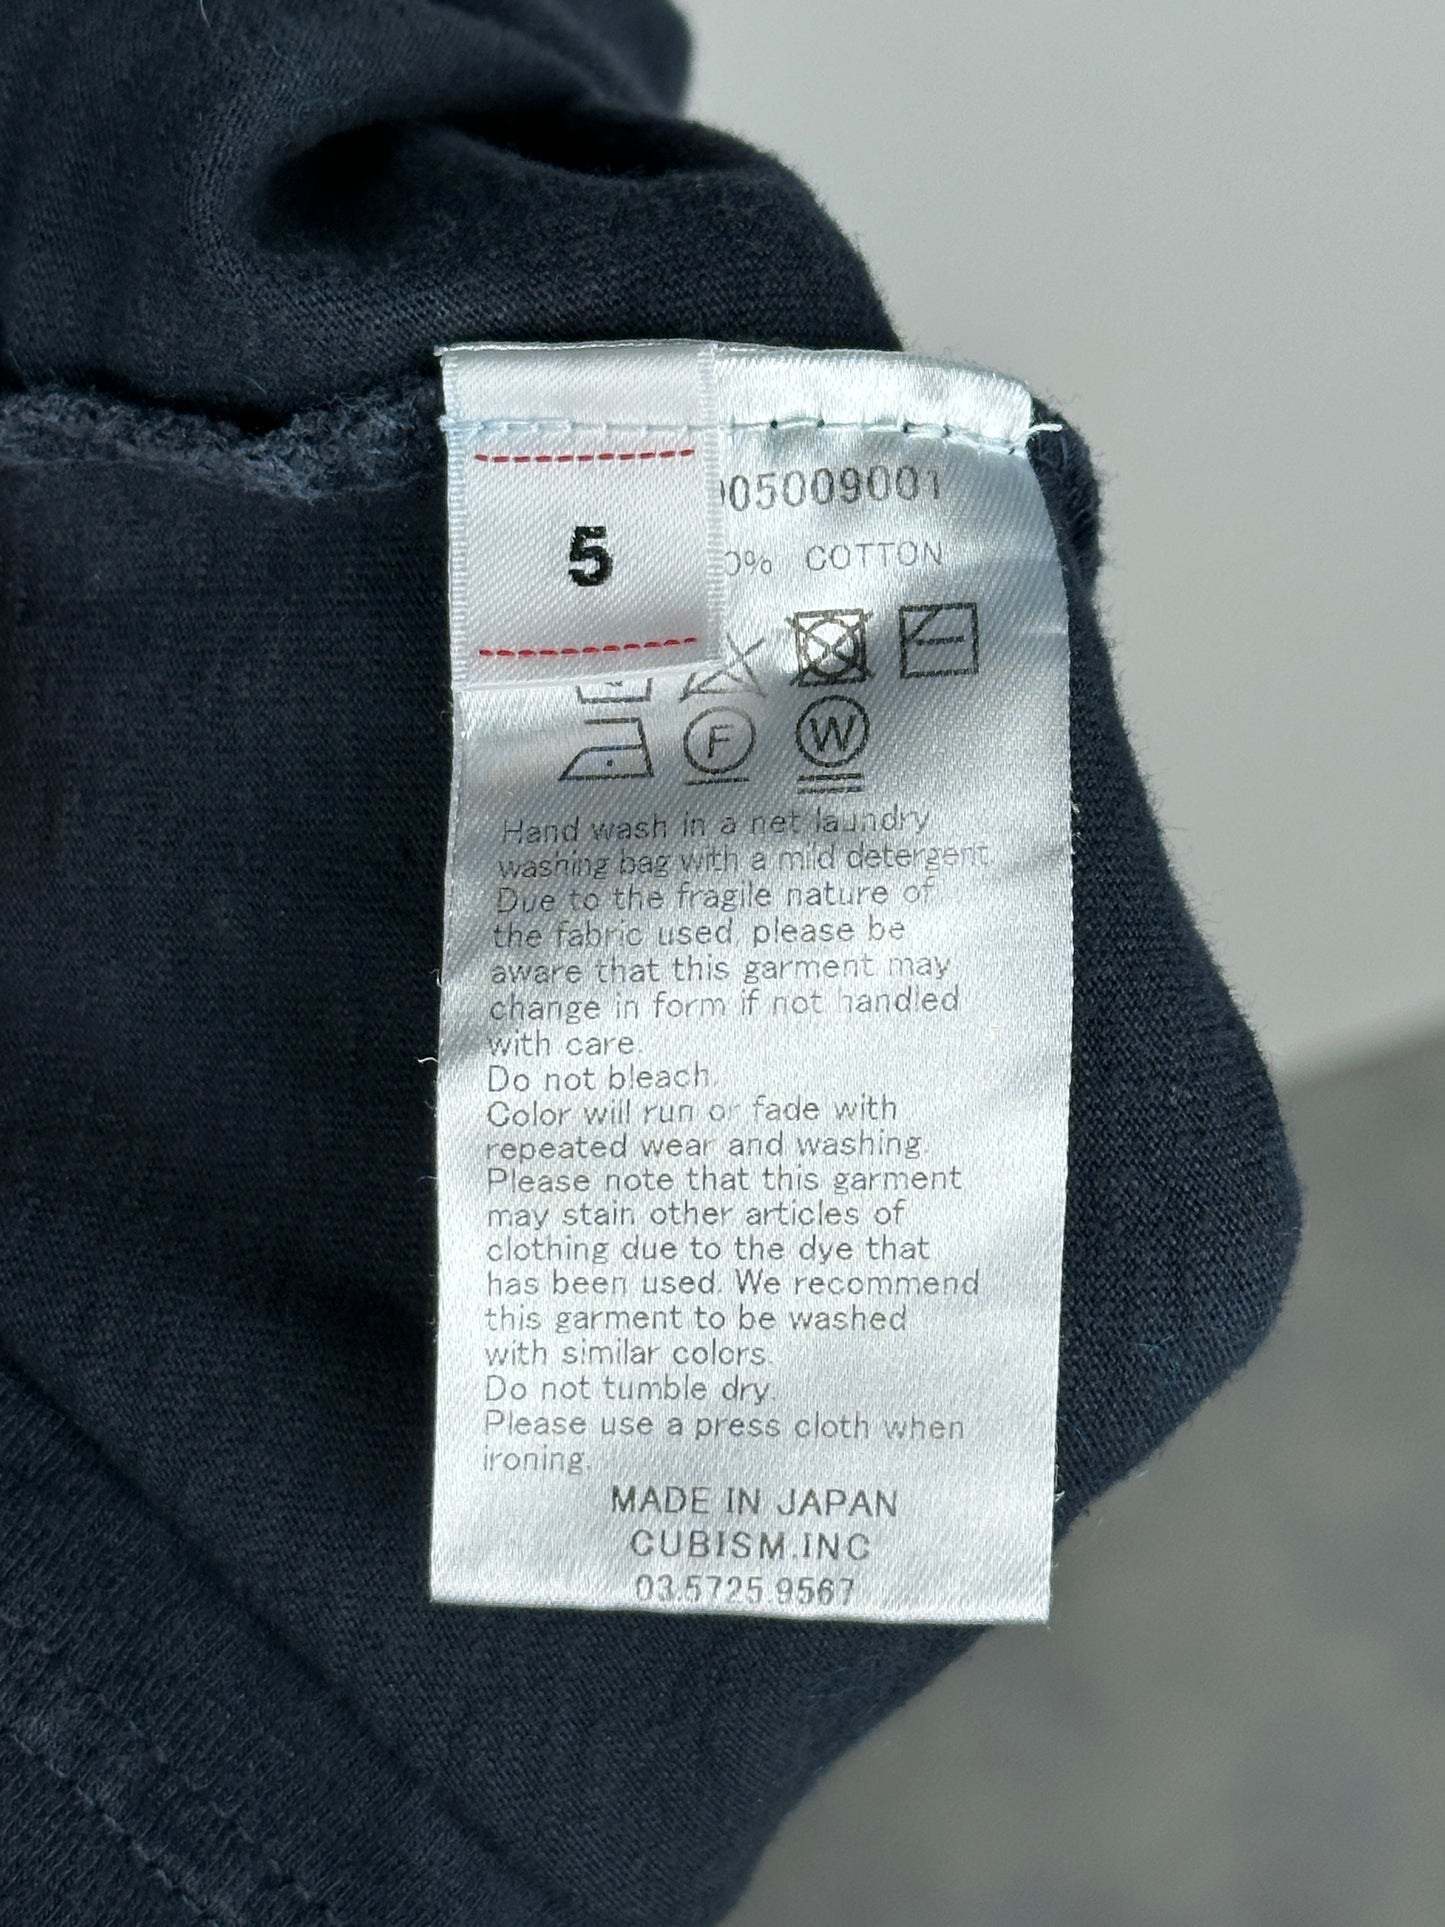 5
05009001
0% COTTON
F W
Hand wash in a net laundry
washing bag with a mild detergent.
Due to the fragile nature of
the fabric used, please be
aware that this garment may
change in form if not handled
with care.
Do not bleach.
Color will run or fade with
repeated wear and washing.
Please note that this garment
may stain other articles of
clothing due to the dye that
has been used. We recommend
this garment to be washed
with similar colors.
Do not tumble dry.
Please use a press cloth when
ironing.
MADE IN JAPAN
CUBISM.INC
03.5725.9567